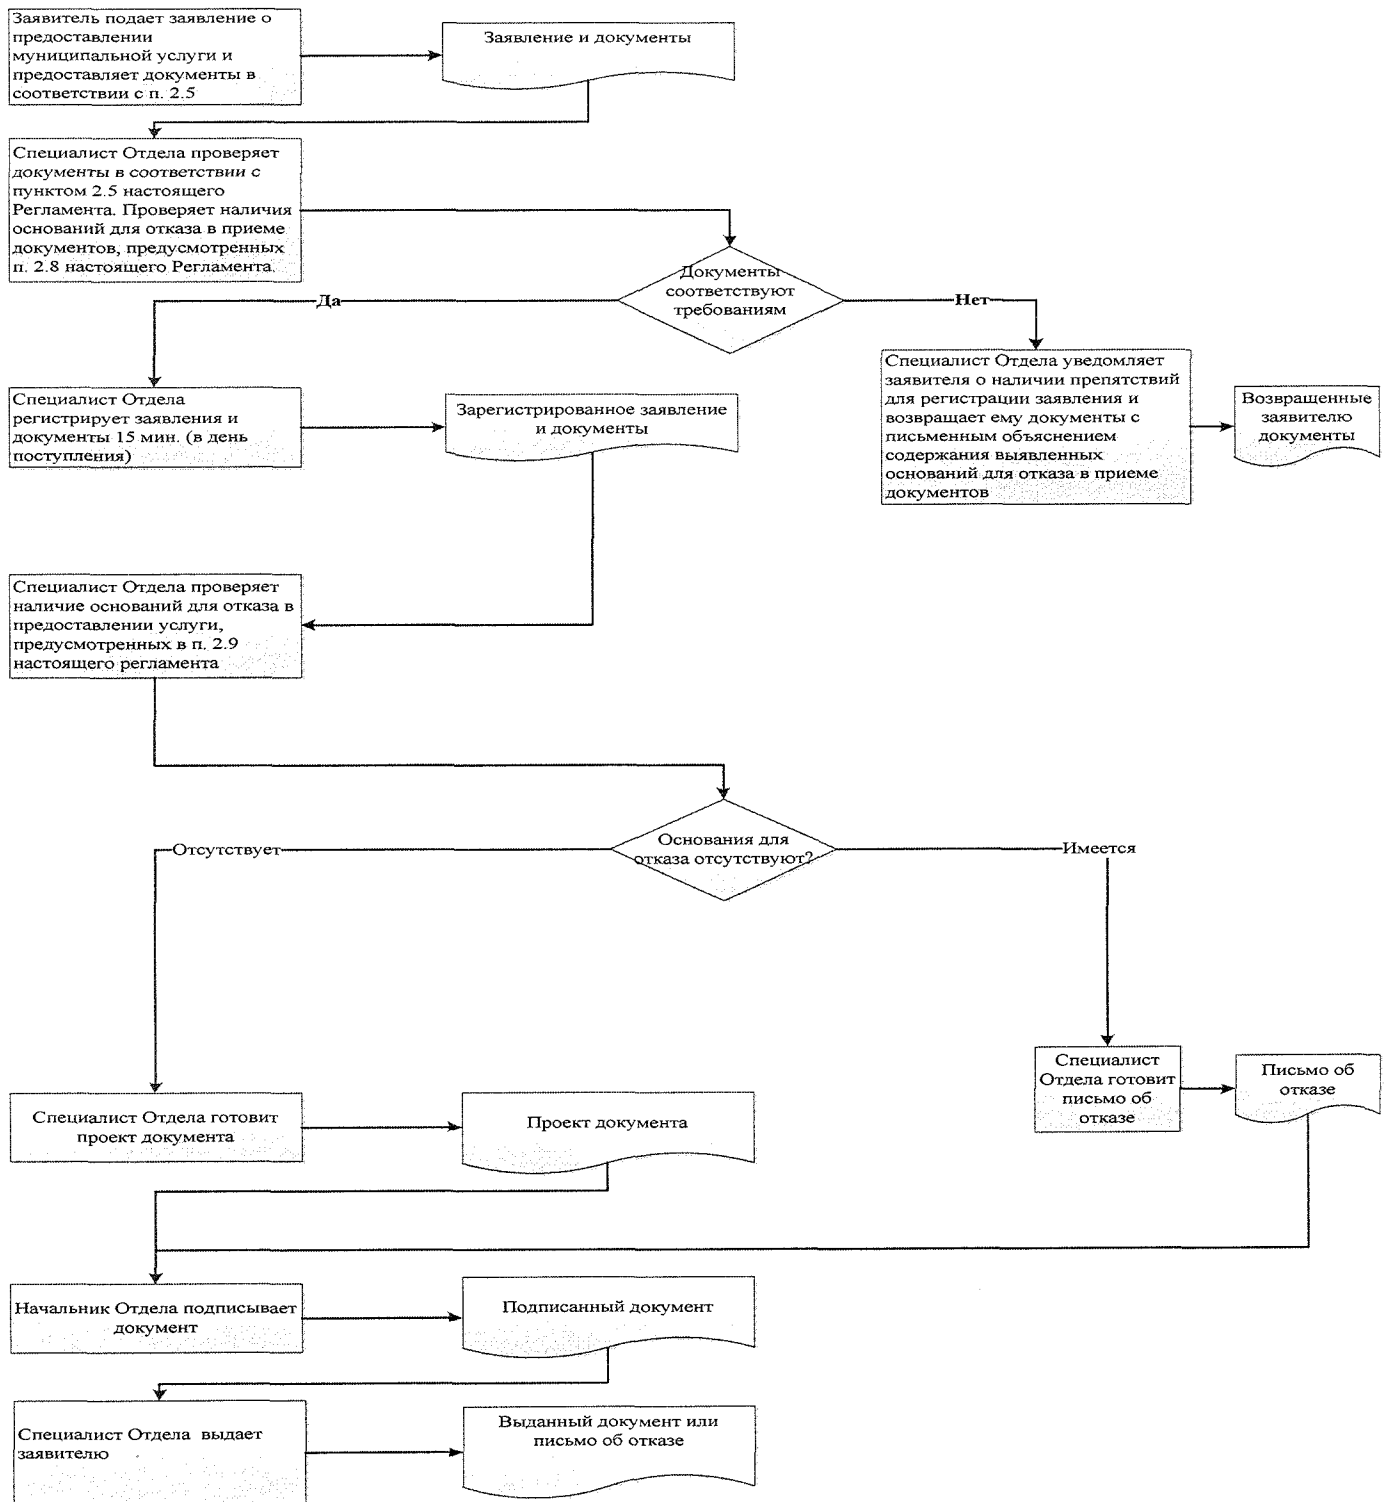 Заявитель подает заявление о
предоставлении
муниципальной услуги и
предоставляет документы в
соответствии с п. 2.5
Заявление и документы
Специалист Отдела проверяет
документы в соответствии с
пунктом 2.5 настоящего
Регламента. Проверяет наличия
оснований для отказа в приеме
документов, предусмотренных
п. 2.8 настоящего Регламента.
Документы
соответствуют
требованиям
Да
Нет
Специалист Отдела
регистрирует заявления и
документы 15 мин. (в день
поступления)
Зарегистрированное заявление
и документы
Специалист Отдела уведомляет
заявителя о наличии препятствий
для регистрации заявления и
возвращает ему документы с
письменным объяснением
содержания выявленных
оснований для отказа в приеме
документов
Возвращенные
заявителю
документы
Специалист Отдела проверяет
наличие оснований для отказа в
предоставлении услуги,
предусмотренных в п. 2.9
настоящего регламента
Основания для
отказа отсутствуют?
Отсутствует
Имеется
Специалист
Отдела готовит
письмо об
отказе
Письмо об
отказе
Специалист Отдела готовит
проект документа
Проект документа
Начальник Отдела подписывает
документ
Подписанный документ
Специалист Отдела выдает
заявителю
Выданный документ или
письмо об отказе